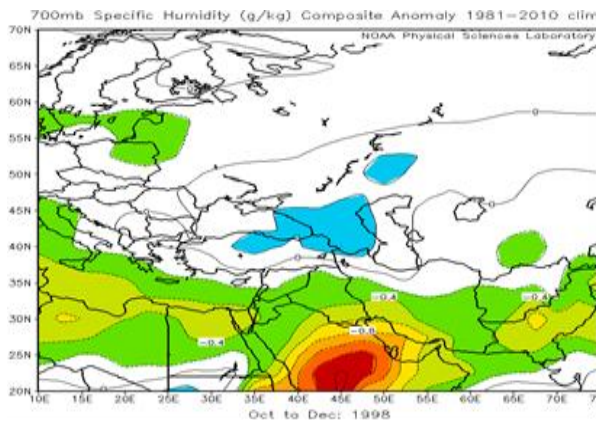 700mb Specific Humidity (g/kg) Composite Anomaly 1981-2010 clim
NOAA Physical Sciences Laboratory
70N
65N
60N
55N
50N
45N
40N
35N
30N
25N
20N
0
0
0
0
0
-0.4
-0.4
-0.8
-0.4
0
10E 15E 20E 25E 30E 35E 40E 45E 50E 55E 60E 65E 70E
Oct to Dec: 1998